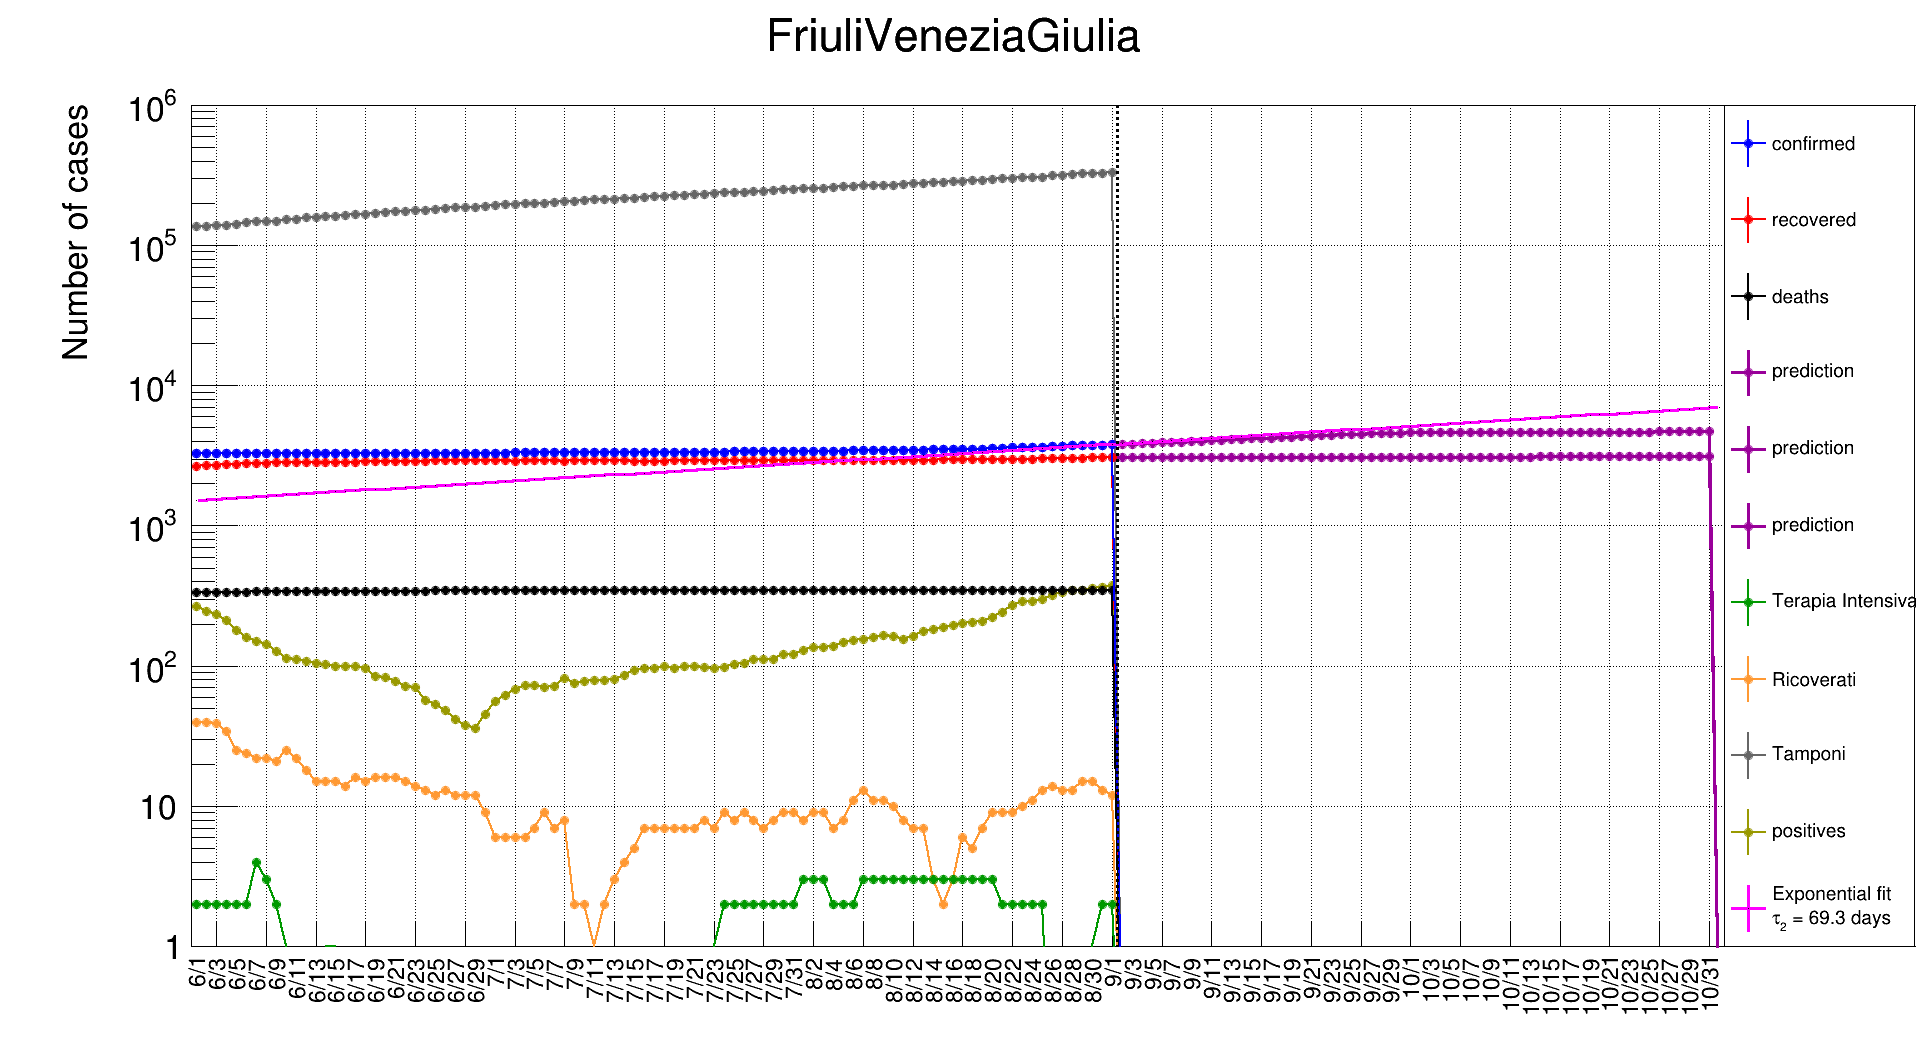 FriuliVeneziaGiulia
Number of cases
10^6
10^5
10^4
10^3
10^2
10
1
6/1 6/3 6/5 6/7 6/9 6/11 6/13 6/15 6/17 6/19 6/21 6/23 6/25 6/27 6/29 7/1 7/3 7/5 7/7 7/9 7/11 7/13 7/15 7/17 7/19 7/21 7/23 7/25 7/27 7/29 7/31 8/2 8/4 8/6 8/8 8/10 8/12 8/14 8/16 8/18 8/20 8/22 8/24 8/26 8/28 8/30 9/1 9/3 9/5 9/7 9/9 9/11 9/13 9/15 9/17 9/19 9/21 9/23 9/25 9/27 9/29 10/1 10/3 10/5 10/7 10/9 10/11 10/13 10/15 10/17 10/19 10/21 10/23 10/25 10/27 10/29 10/31
confirmed
recovered
deaths
prediction
prediction
prediction
Terapia Intensiva
Ricoverati
Tamponi
positives
Exponential fit
τ₂ = 69.3 days